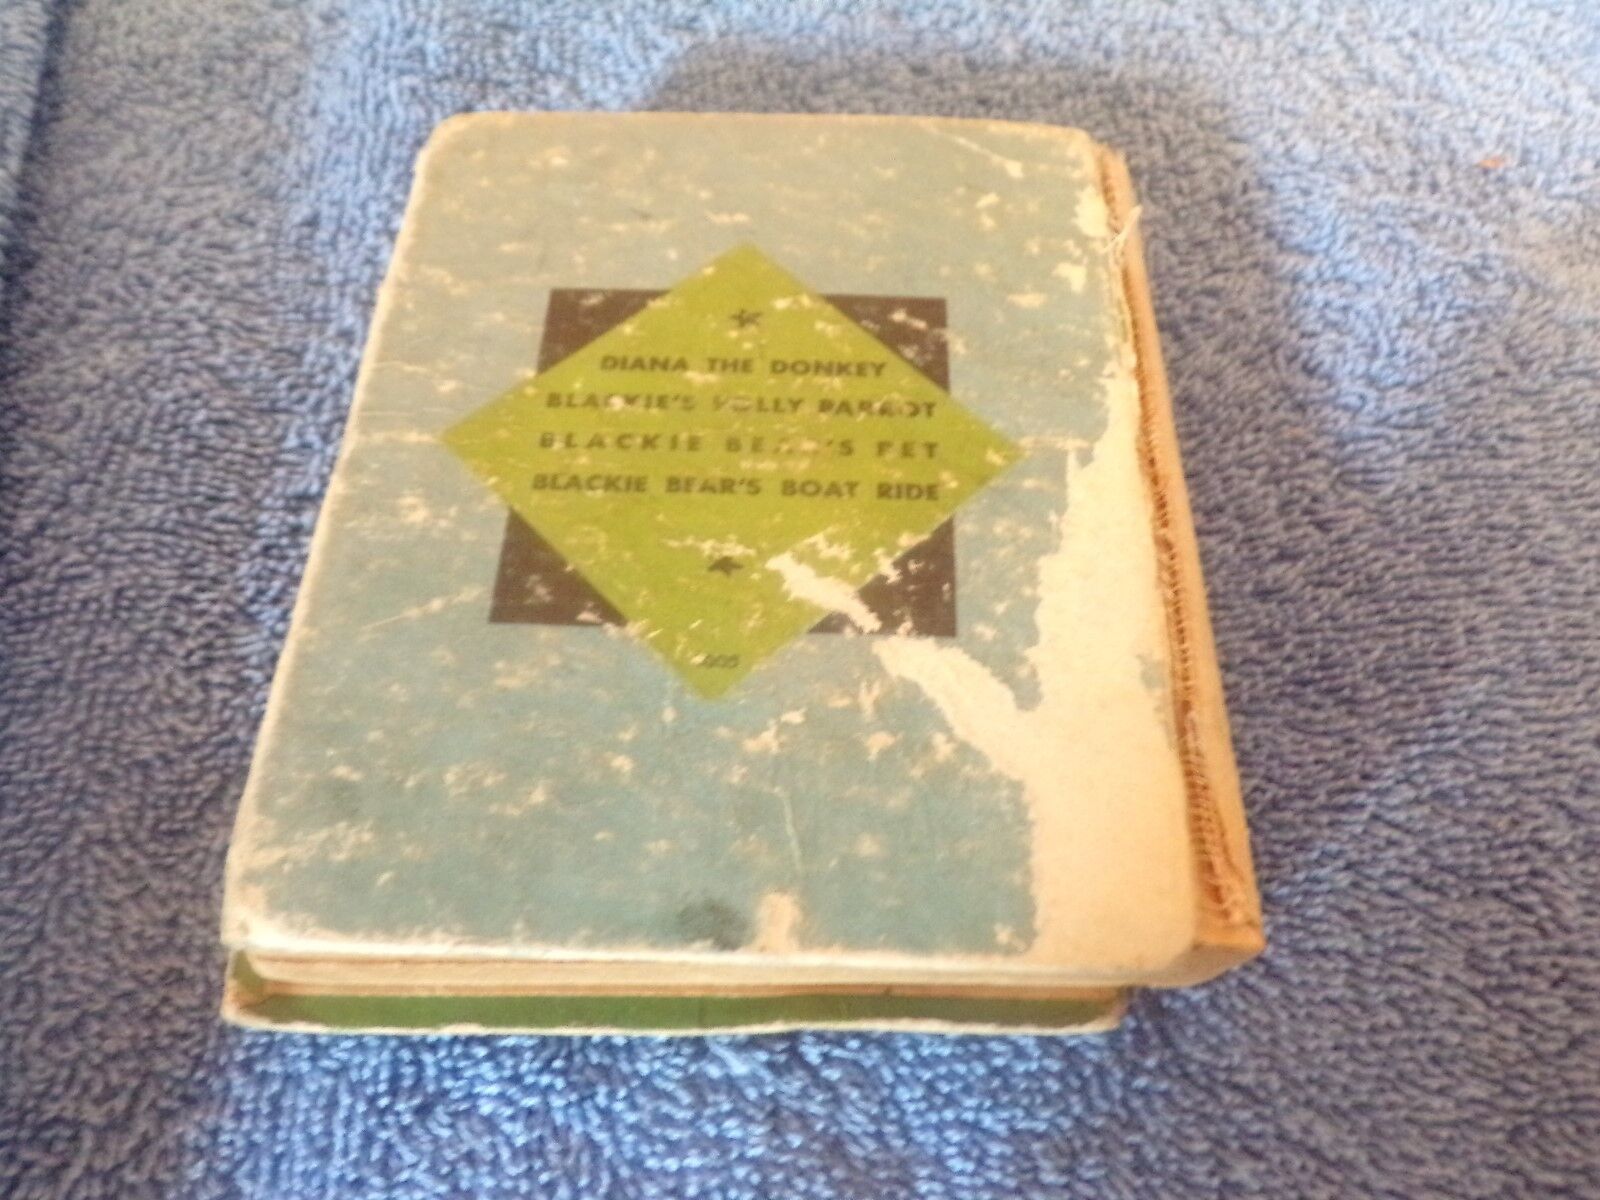 DIANA THE DONKEY
BLACKIE'S POLLY PARROT
BLACKIE BEAR'S PET
BLACKIE BEAR'S BOAT RIDE